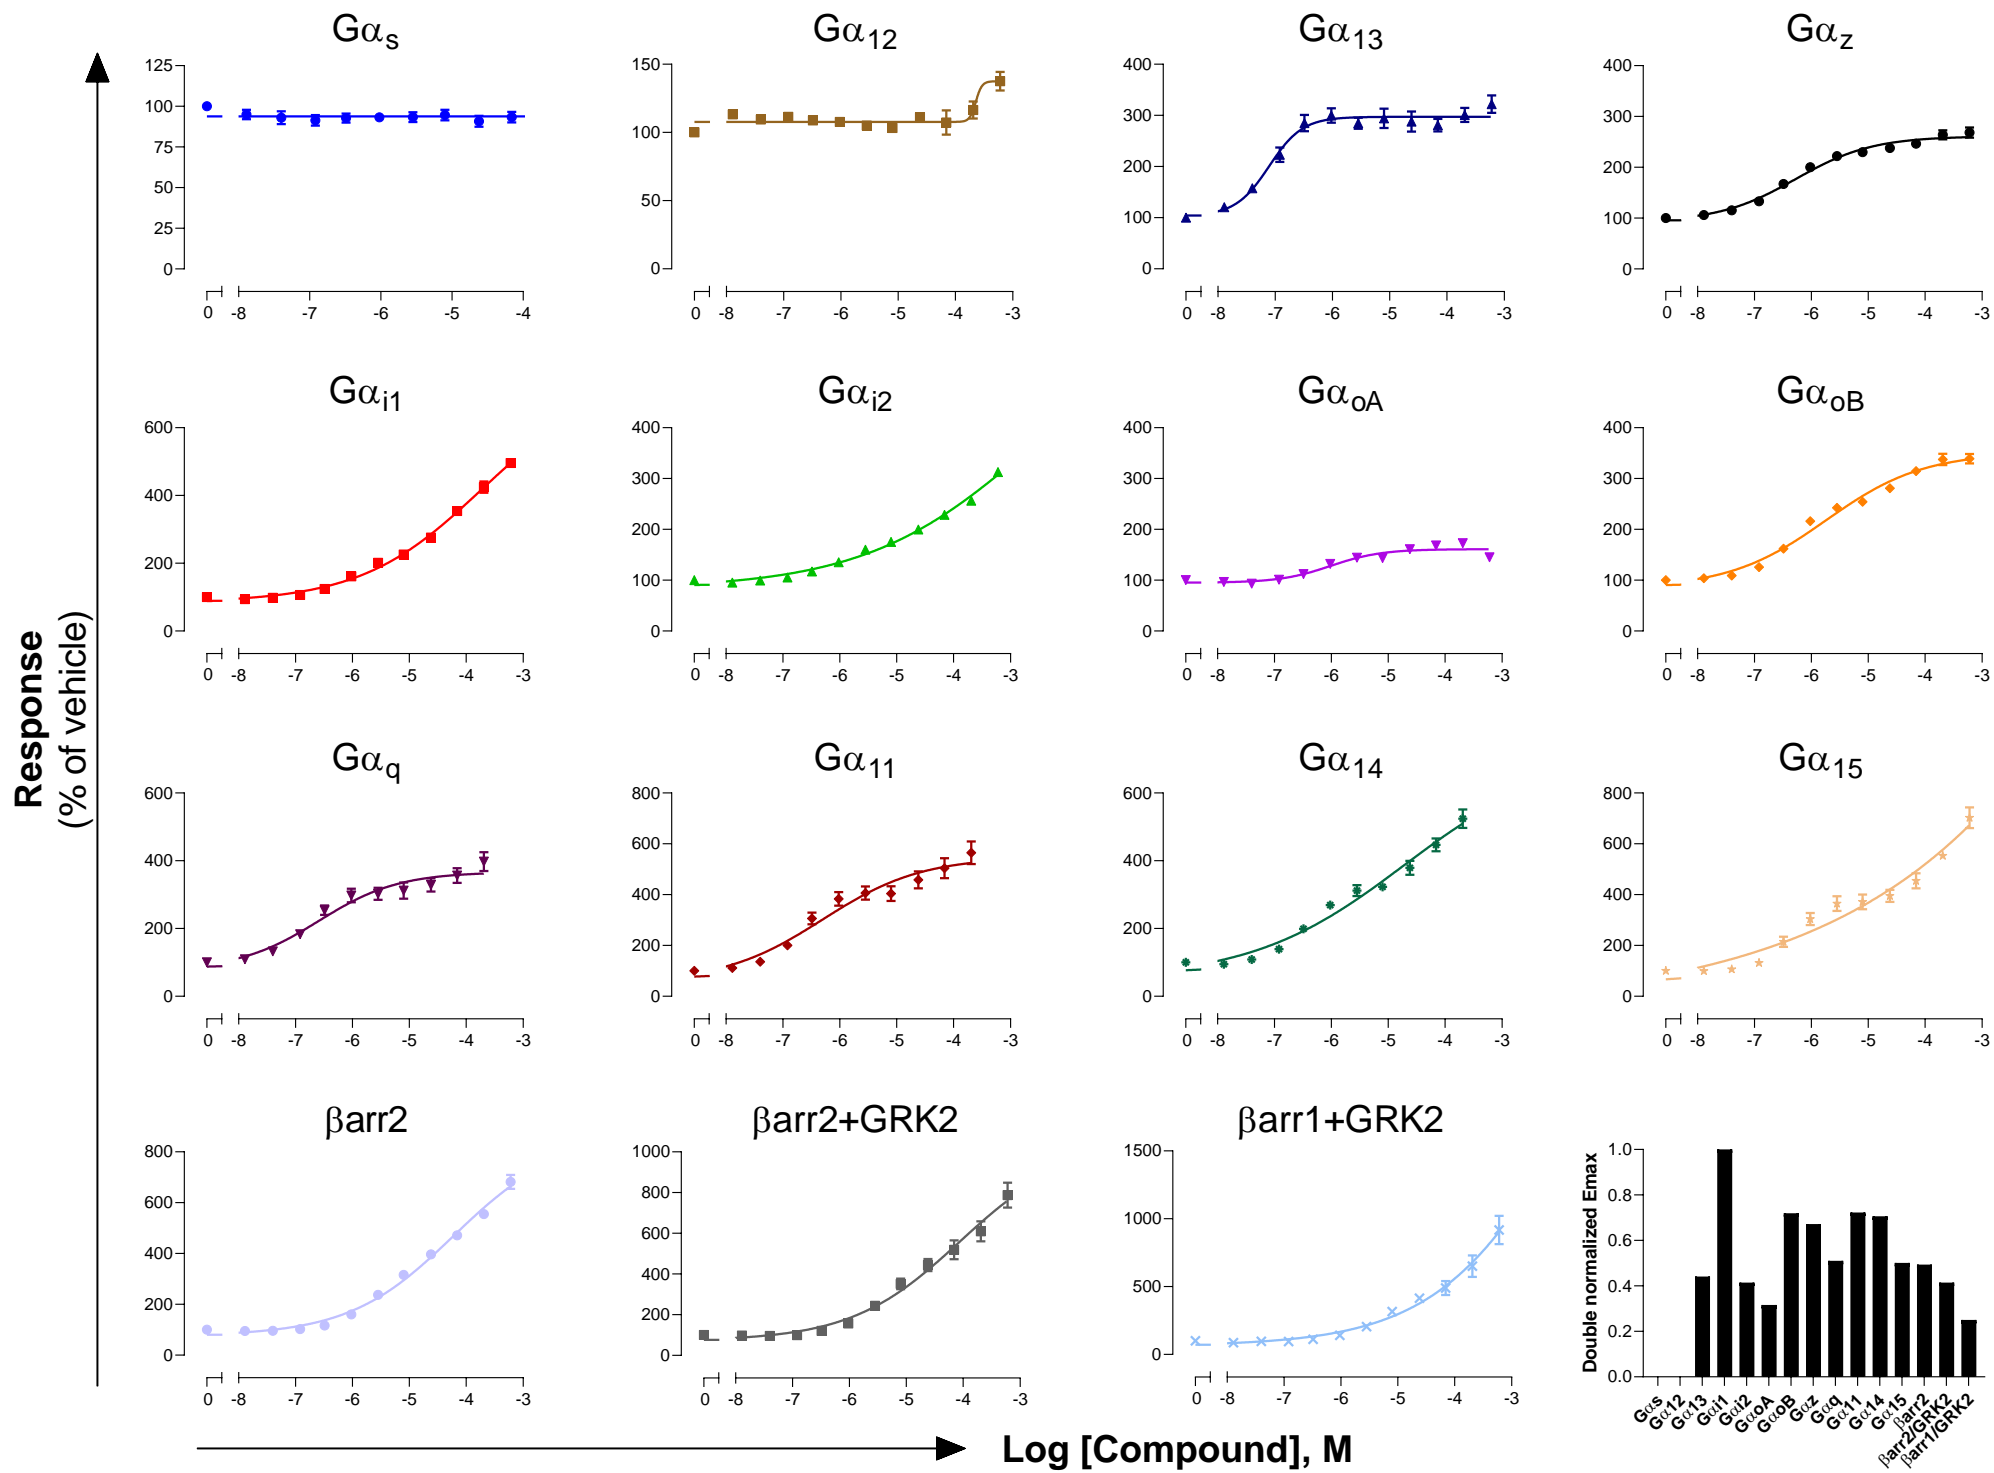 Gαs
Gα12
Gα13
Gαz
125
100
75
50
25
0
0 -8 -7 -6 -5 -4
150
100
50
0
0 -8 -7 -6 -5 -4 -3
400
300
200
100
0
0 -8 -7 -6 -5 -4 -3
400
300
200
100
0
0 -8 -7 -6 -5 -4 -3
Gαi1
Gαi2
GαoA
GαoB
600
400
200
0
0 -8 -7 -6 -5 -4 -3
400
300
200
100
0
0 -8 -7 -6 -5 -4 -3
400
300
200
100
0
0 -8 -7 -6 -5 -4 -3
400
300
200
100
0
0 -8 -7 -6 -5 -4 -3
Response
(% of vehicle)
Gαq
Gα11
Gα14
Gα15
600
400
200
0
0 -8 -7 -6 -5 -4 -3
800
600
400
200
0
0 -8 -7 -6 -5 -4 -3
600
400
200
0
0 -8 -7 -6 -5 -4 -3
800
600
400
200
0
0 -8 -7 -6 -5 -4 -3
βarr2
βarr2+GRK2
βarr1+GRK2
800
600
400
200
0
0 -8 -7 -6 -5 -4 -3
1000
800
600
400
200
0
0 -8 -7 -6 -5 -4 -3
1500
1000
500
0
0 -8 -7 -6 -5 -4 -3
Double normalized Emax
1.0
0.8
0.6
0.4
0.2
0.0
Gαs
Gα12
Gα13
Gαi1
Gαi2
GαoA
GαoB
Gαz
Gαq
Gα11
Gα14
Gα15
βarr2
βarr2/GRK2
βarr1/GRK2
Log [Compound], M